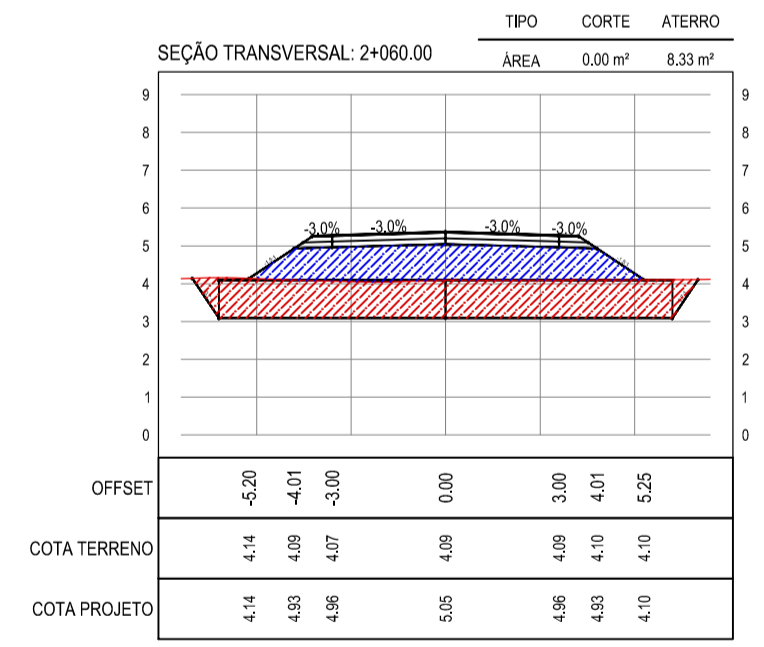 TIPO CORTE ATERRO
SEÇÃO TRANSVERSAL: 2+060.00
ÁREA 0.00 m² 8.33 m²
9 9
8 8
7 7
6 6
-3.0% -3.0% -3.0% -3.0%
5 5
4 4
3 3
2 2
1 1
0 0
OFFSET -5.20 -4.01 -3.00 0.00 3.00 4.01 5.25
COTA TERRENO 4.14 4.09 4.07 4.09 4.09 4.10 4.10
COTA PROJETO 4.14 4.93 4.96 5.05 4.96 4.93 4.10